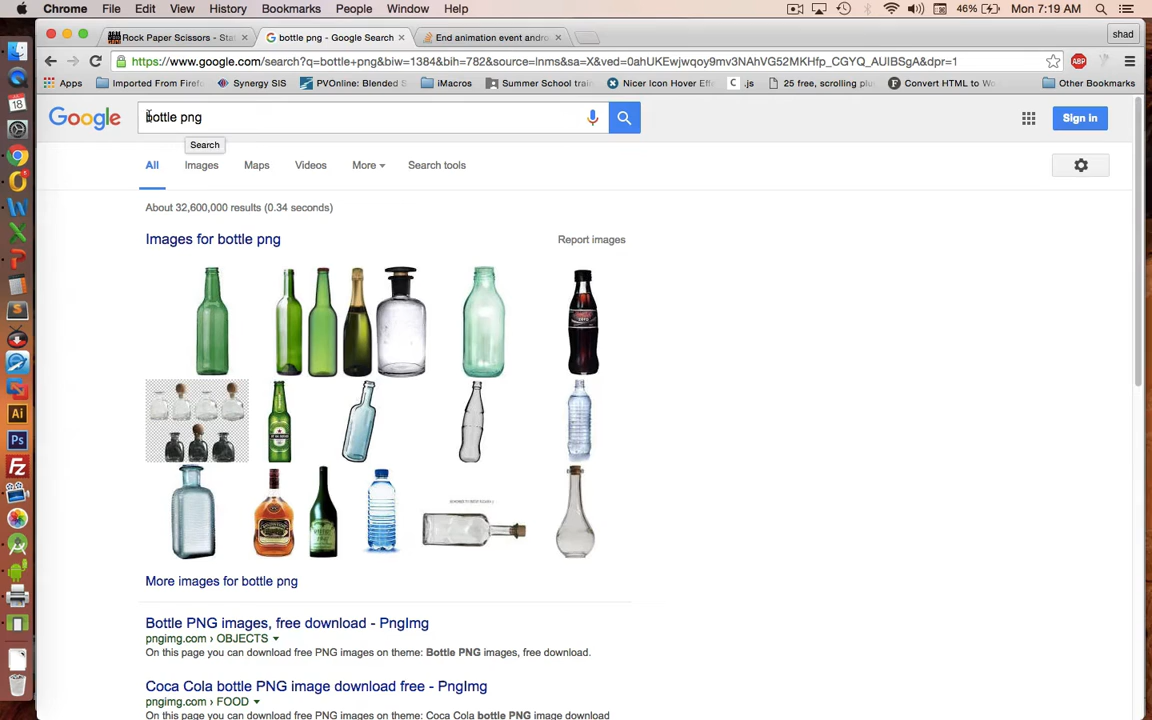 Chrome File Edit View History Bookmarks People Window Help 46% Mon 7:19 AM
Rock Paper Scissors - Sta bottle png - Google Search End animation event andro shad
https://www.google.com/search?q=bottle+png&biw=1384&bih=782&source=lnms&sa=X&ved=0ahUKEwjwqoy9mv3NAhVG52MKHfp_CGYQ_AUIBSgA&dpr=1
Apps Imported From Firef Synergy SIS PVOnline: Blended iMacros Summer School train Nicer Icon Hover Effe C .js 25 free, scrolling plu Convert HTML to Wo Other Bookmarks
Google bottle png Sign in
Search
All Images Maps Videos More Search tools
About 32,600,000 results (0.34 seconds)
Images for bottle png Report images
More images for bottle png
Bottle PNG images, free download - PngImg
pngimg.com › OBJECTS
On this page you can download free PNG images on theme: Bottle PNG images, free download.
Coca Cola bottle PNG image download free - PngImg
pngimg.com › FOOD
On this page you can download PNG image: Coca Cola bottle PNG image download